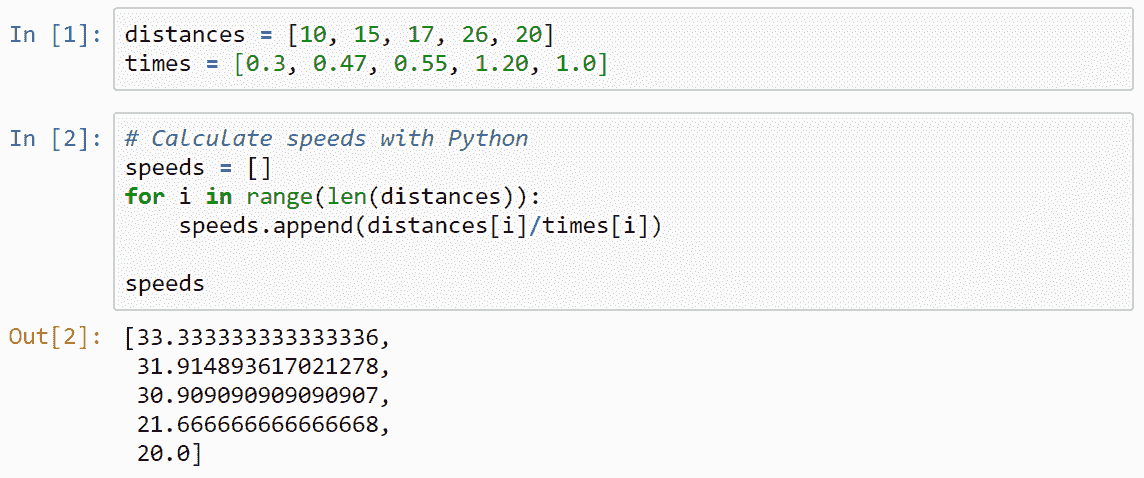 In [1]: distances = [10, 15, 17, 26, 20]
times = [0.3, 0.47, 0.55, 1.20, 1.0]
In [2]: # Calculate speeds with Python
speeds = []
for i in range(len(distances)):
    speeds.append(distances[i]/times[i])
speeds
Out[2]: [33.333333333333336,
31.914893617021278,
30.909090909090907,
21.666666666666668,
20.0]